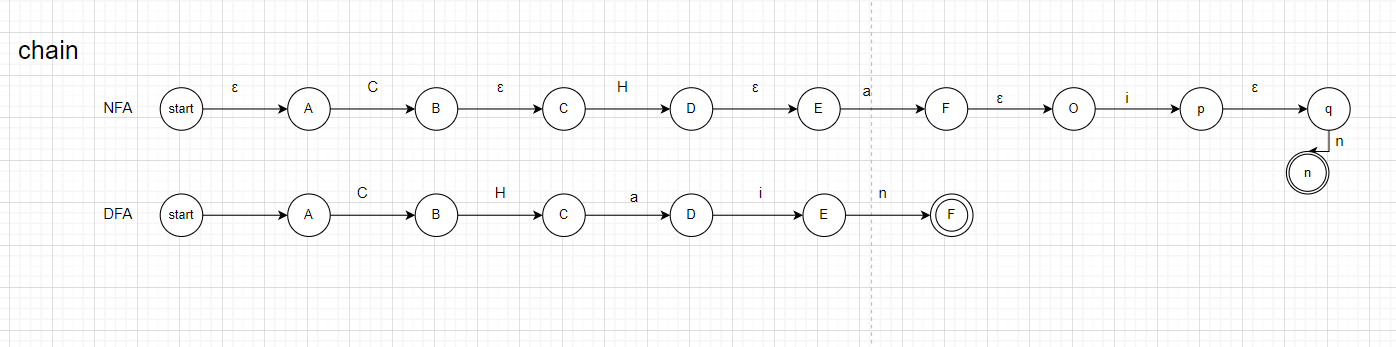 chain
ε C ε H ε a ε i ε
NFA start A B C D E F O p q
n
n
C H a i n
DFA start A B C D E F